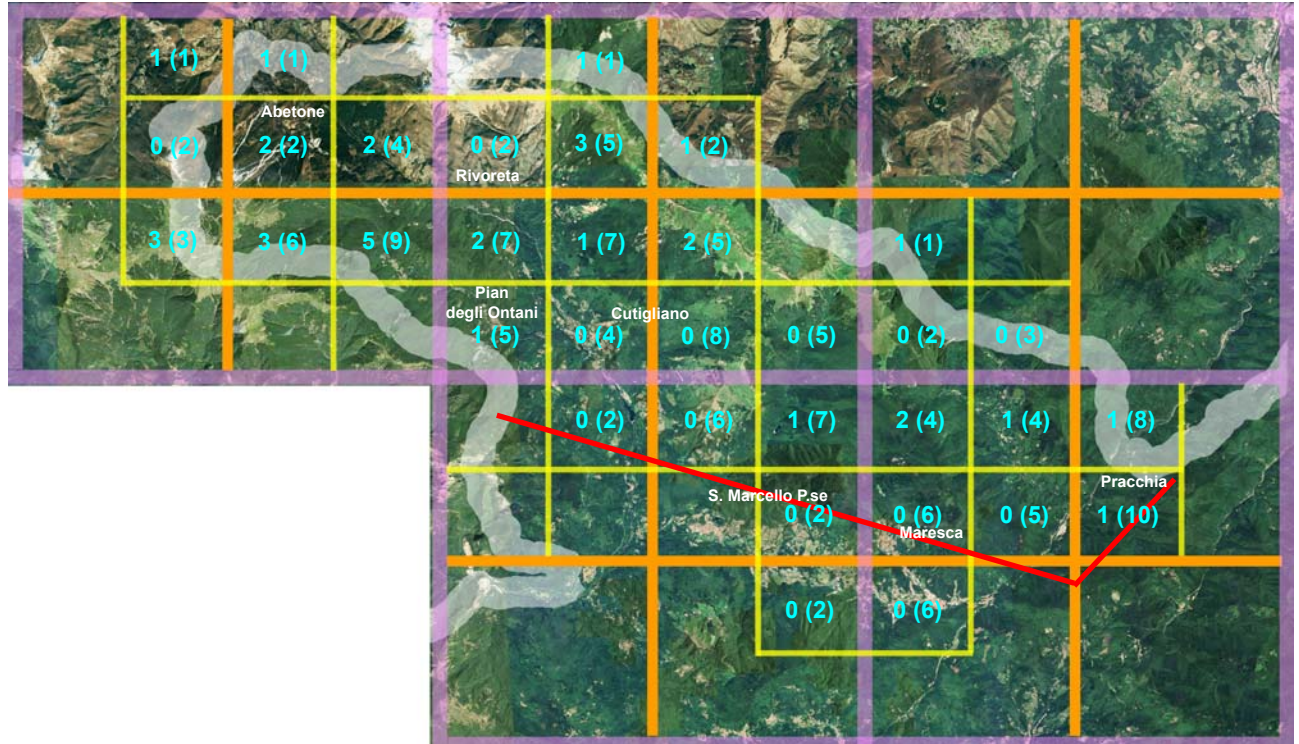 1 (1) 1 (1) 1 (1)
Abetone
0 (2) 2 (2) 2 (4) 0 (2) 3 (5) 1 (2)
Rivoreta
3 (3) 3 (6) 5 (9) 2 (7) 1 (7) 2 (5) 1 (1)
Pian
degli Ontani
Cutigliano
1 (5) 0 (4) 0 (8) 0 (5) 0 (2) 0 (3)
0 (2) 0 (6) 1 (7) 2 (4) 1 (4) 1 (8)
Pracchia
S. Marcello P.se
0 (2) 0 (6) 0 (5) 1 (10)
Maresca
0 (2) 0 (6)